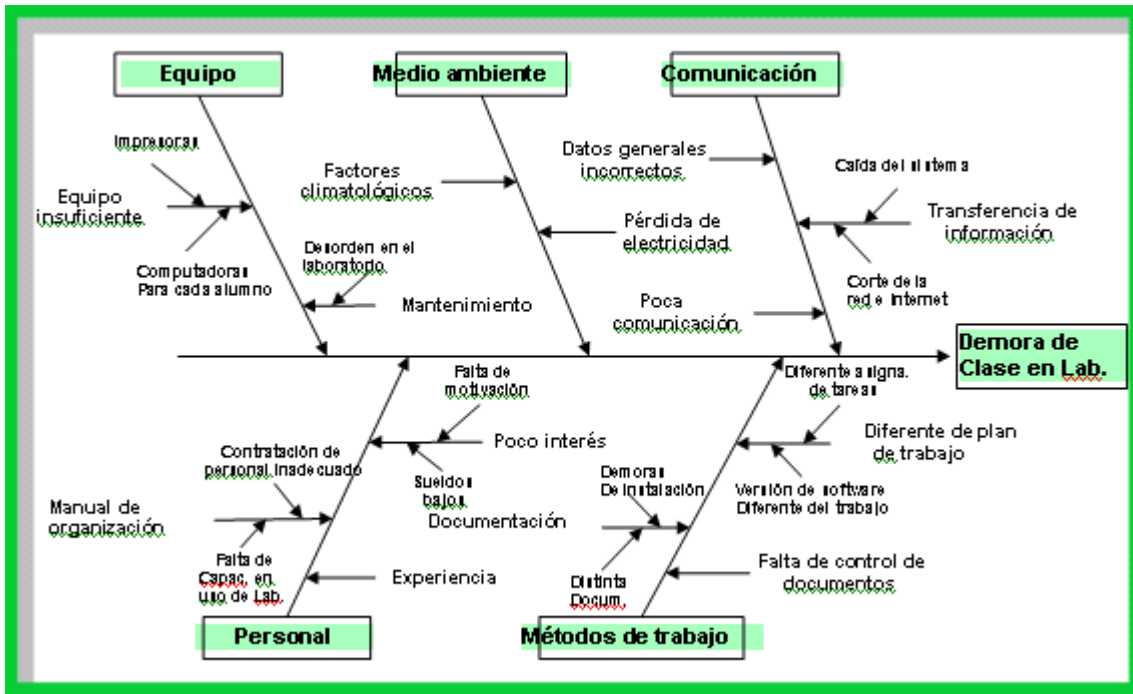 Equipo
Medio ambiente
Comunicación
Impresoras
Equipo
insuficiente
Computadoras
Para cada alumno
Desorden en el
laboratorio
Mantenimiento
Factores
climatológicos
Pérdida de
electricidad
Datos generales
incorrectos
Caída del sistema
Transferencia de
información
Corte de la
red e Internet
Poca
comunicación
Demora de
Clase en Lab.
Falta de
motivación
Poco interés
Sueldos
bajos
Contratación de
personal inadecuado
Manual de
organización
Falta de
Capac. en
uso de Lab.
Experiencia
Documentación
Demoras
De instalación
Distinta
Docum.
Diferente asigna.
de tareas
Diferente de plan
de trabajo
Versión de software
Diferente del trabajo
Falta de control de
documentos
Personal
Métodos de trabajo